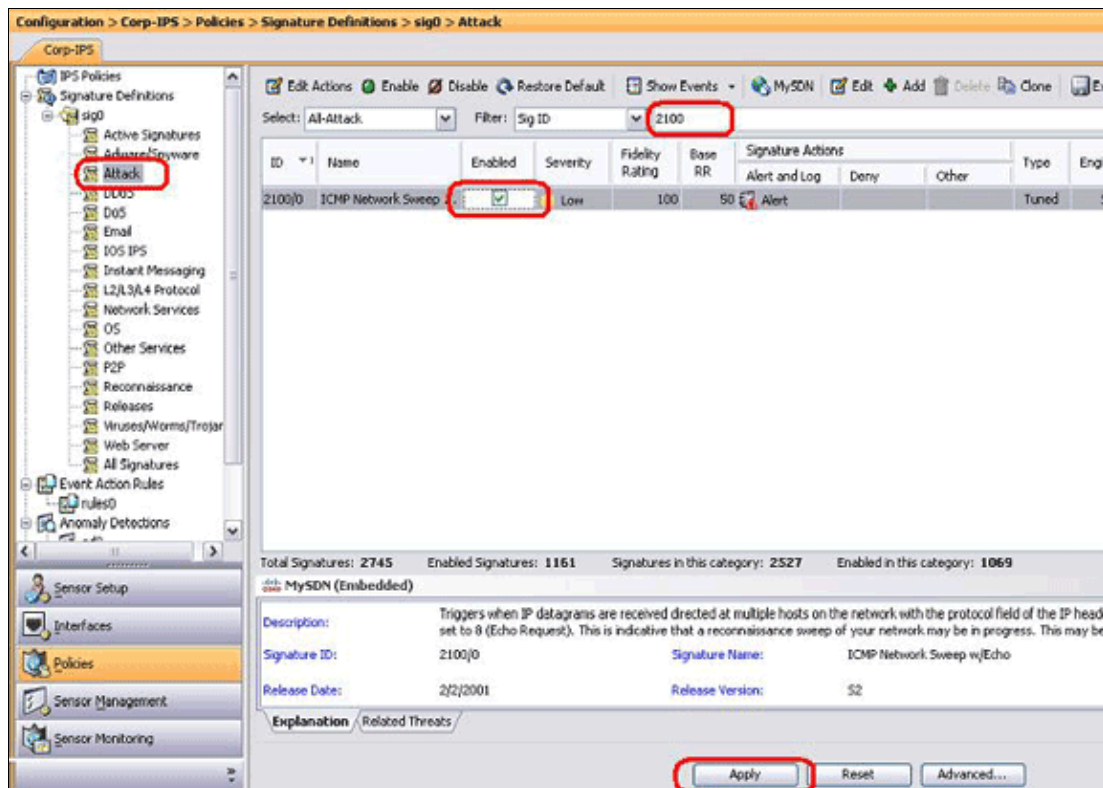 Configuration > Corp-IPS > Policies > Signature Definitions > sig0 > Attack
Corp-IPS
IPS Policies
Signature Definitions
sig0
Active Signatures
Adware/Spyware
Attack
DDoS
DoS
Email
IOS IPS
Instant Messaging
L2/L3/L4 Protocol
Network Services
OS
Other Services
P2P
Reconnaissance
Releases
Viruses/Worms/Trojan
Web Server
All Signatures
Event Action Rules
rules0
Anomaly Detections
Sensor Setup
Interfaces
Policies
Sensor Management
Sensor Monitoring
Edit Actions Enable Disable Restore Default Show Events MySDN Edit Add Delete Clone
Select: All-Attack Filter: Sig ID 2100
ID Name Enabled Severity Fidelity Rating Base RR Signature Actions Type
Alert and Log Deny Other
2100/0 ICMP Network Sweep Low 100 50 Alert Tuned
Total Signatures: 2745 Enabled Signatures: 1161 Signatures in this category: 2527 Enabled in this category: 1069
MySDN (Embedded)
Description: Triggers when IP datagrams are received directed at multiple hosts on the network with the protocol field of the IP head
set to 8 (Echo Request). This is indicative that a reconnaissance sweep of your network may be in progress. This may be
Signature ID: 2100/0 Signature Name: ICMP Network Sweep w/Echo
Release Date: 2/2/2001 Release Version: S2
Explanation Related Threats
Apply Reset Advanced...